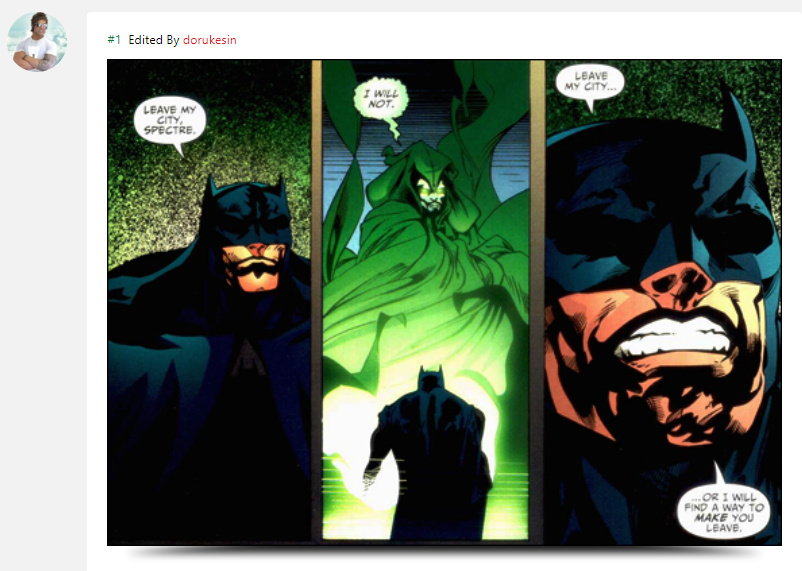 #1 Edited By dorukesin
LEAVE MY
CITY,
SPECTRE.
I WILL
NOT.
LEAVE
MY CITY...
...OR I WILL
FIND A WAY TO
MAKE YOU
LEAVE.